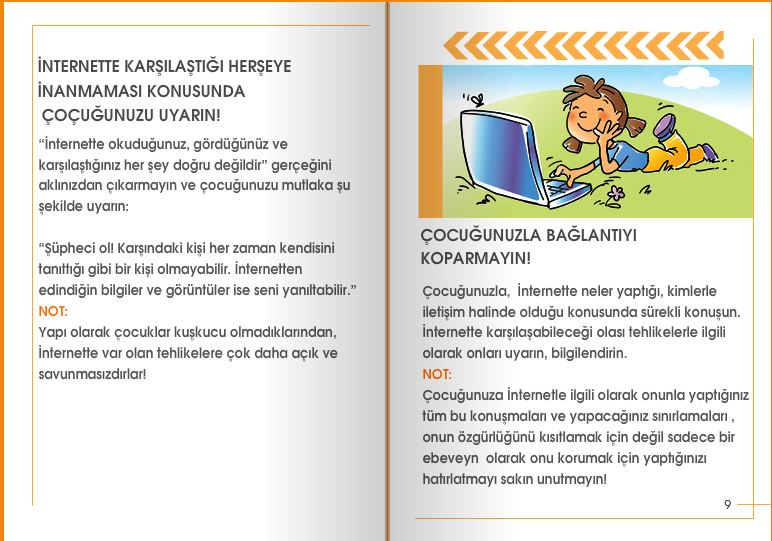 İNTERNETTE KARŞILAŞTIĞI HERŞEYE
İNANMAMASI KONUSUNDA
ÇOÇUĞUNUZU UYARIN!
“İnternette okuduğunuz, gördüğünüz ve
karşılaştığınız her şey doğru değildir” gerçeğini
aklınızdan çıkarmayın ve çocuğunuzu mutlaka şu
şekilde uyarın:
“Şüpheci ol! Karşındaki kişi her zaman kendisini
tanıttığı gibi bir kişi olmayabilir. İnternetten
edindiğin bilgiler ve görüntüler ise seni yanıltabilir.”
NOT:
Yapı olarak çocuklar kuşkucu olmadıklarından,
İnternette var olan tehlikelere çok daha açık ve
savunmasızdırlar!
ÇOCUĞUNUZLA BAĞLANTIYI
KOPARMAYIN!
Çocuğunuzla, İnternette neler yaptığı, kimlerle
iletişim halinde olduğu konusunda sürekli konuşun.
İnternette karşılaşabileceği olası tehlikelerle ilgili
olarak onları uyarın, bilgilendirin.
NOT:
Çocuğunuza İnternetle ilgili olarak onunla yaptığınız
tüm bu konuşmaları ve yapacağınız sınırlamaları ,
onun özgürlüğünü kısıtlamak için değil sadece bir
ebeveyn olarak onu korumak için yaptığınızı
hatırlatmayı sakın unutmayın!
9